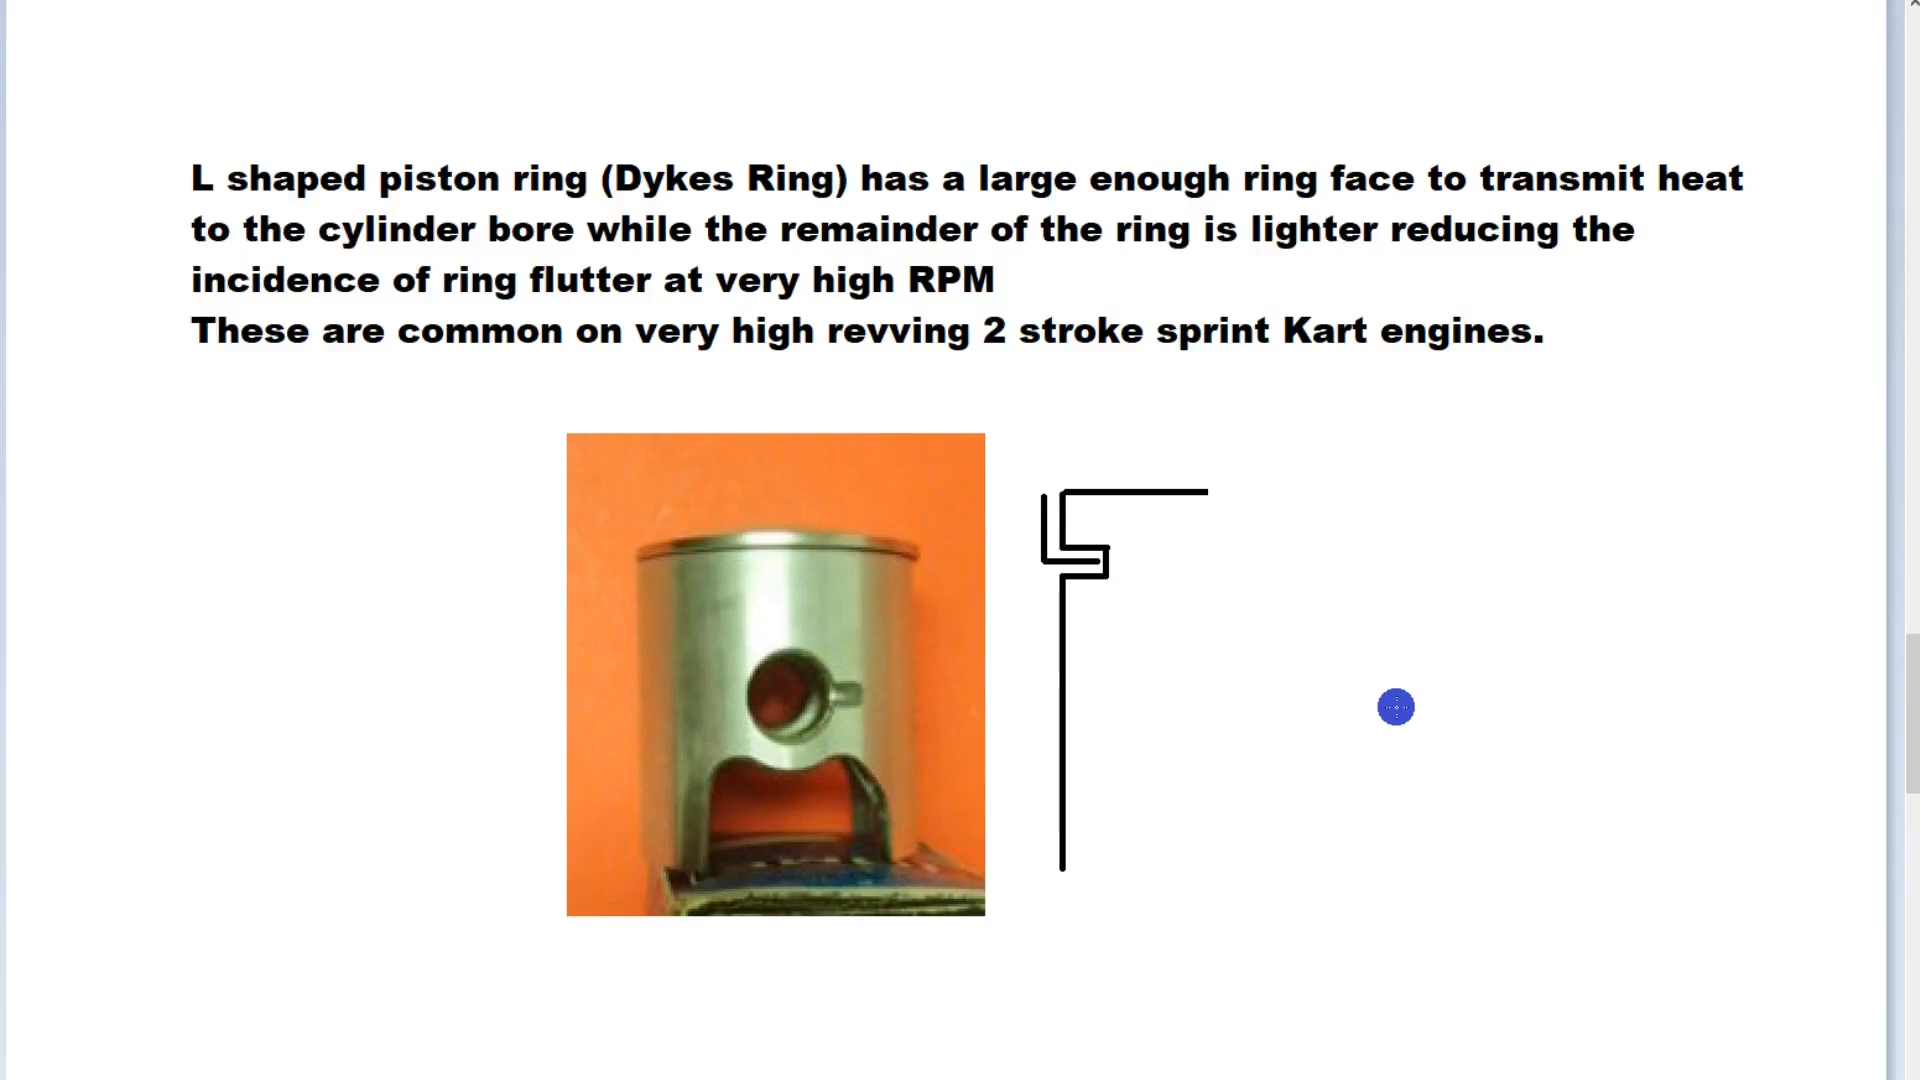 L shaped piston ring (Dykes Ring) has a large enough ring face to transmit heat
to the cylinder bore while the remainder of the ring is lighter reducing the
incidence of ring flutter at very high RPM
These are common on very high revving 2 stroke sprint Kart engines.